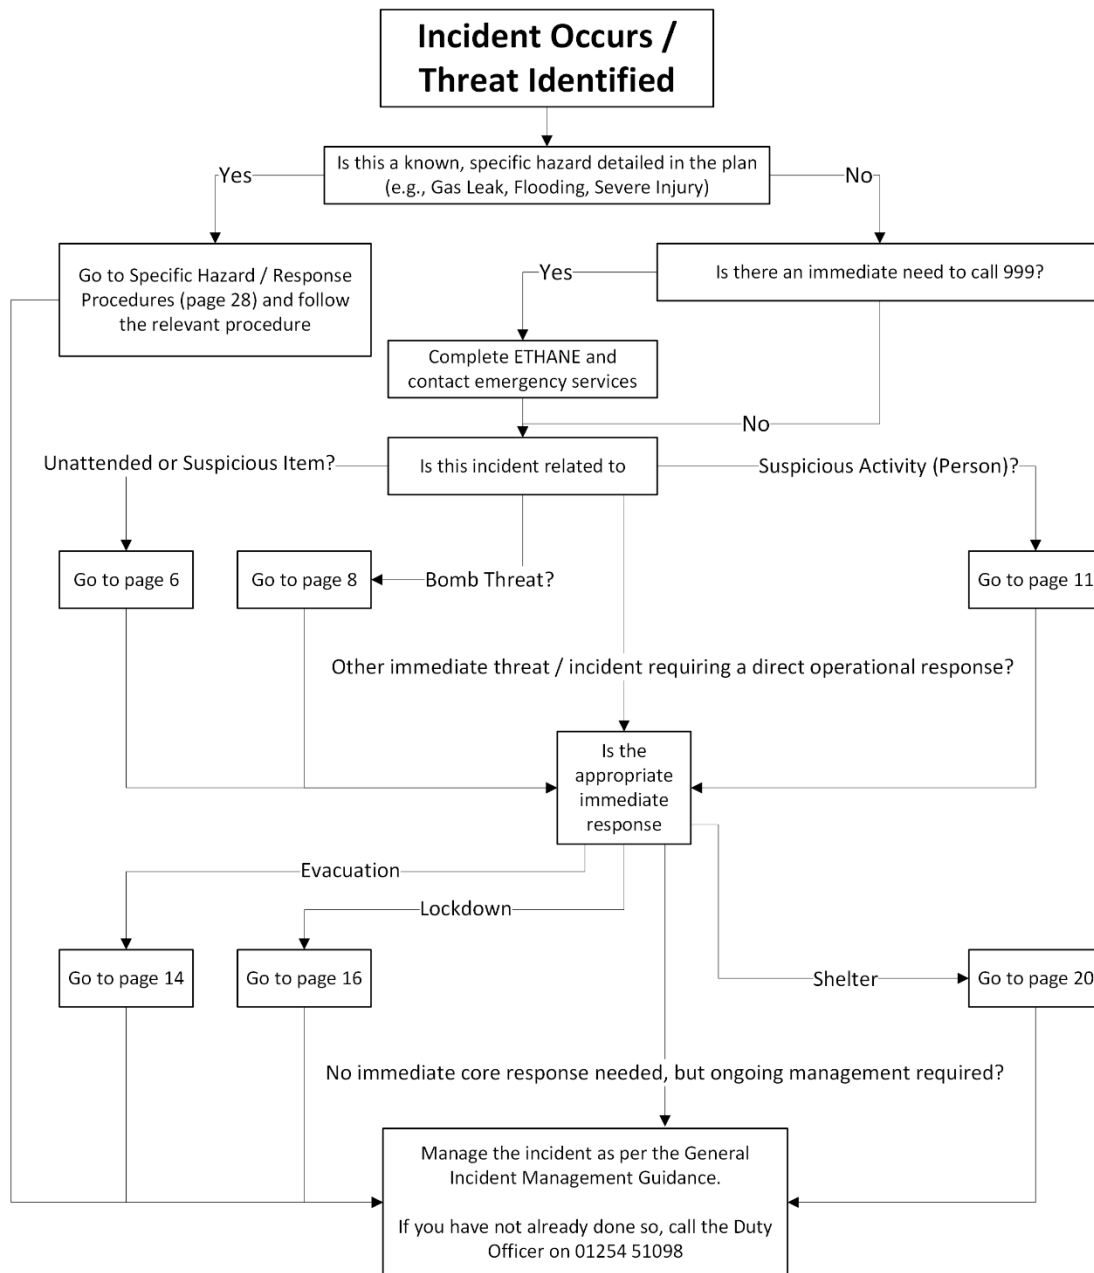 Incident Occurs /
Threat Identified
Is this a known, specific hazard detailed in the plan
(e.g., Gas Leak, Flooding, Severe Injury)
Yes
No
Go to Specific Hazard / Response
Procedures (page 28) and follow
the relevant procedure
Is there an immediate need to call 999?
Yes
Complete ETHANE and
contact emergency services
No
Unattended or Suspicious Item?
Is this incident related to
Suspicious Activity (Person)?
Go to page 6
Go to page 8
Bomb Threat?
Go to page 11
Other immediate threat / incident requiring a direct operational response?
Is the
appropriate
immediate
response
Evacuation
Lockdown
Go to page 14
Go to page 16
Shelter
Go to page 20
No immediate core response needed, but ongoing management required?
Manage the incident as per the General
Incident Management Guidance.
If you have not already done so, call the Duty
Officer on 01254 51098